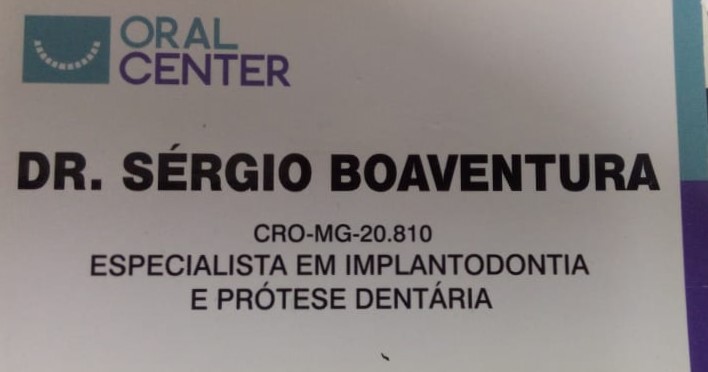 ORAL
CENTER
DR. SÉRGIO BOAVENTURA
CRO-MG-20.810
ESPECIALISTA EM IMPLANTODONTIA
E PRÓTESE DENTÁRIA